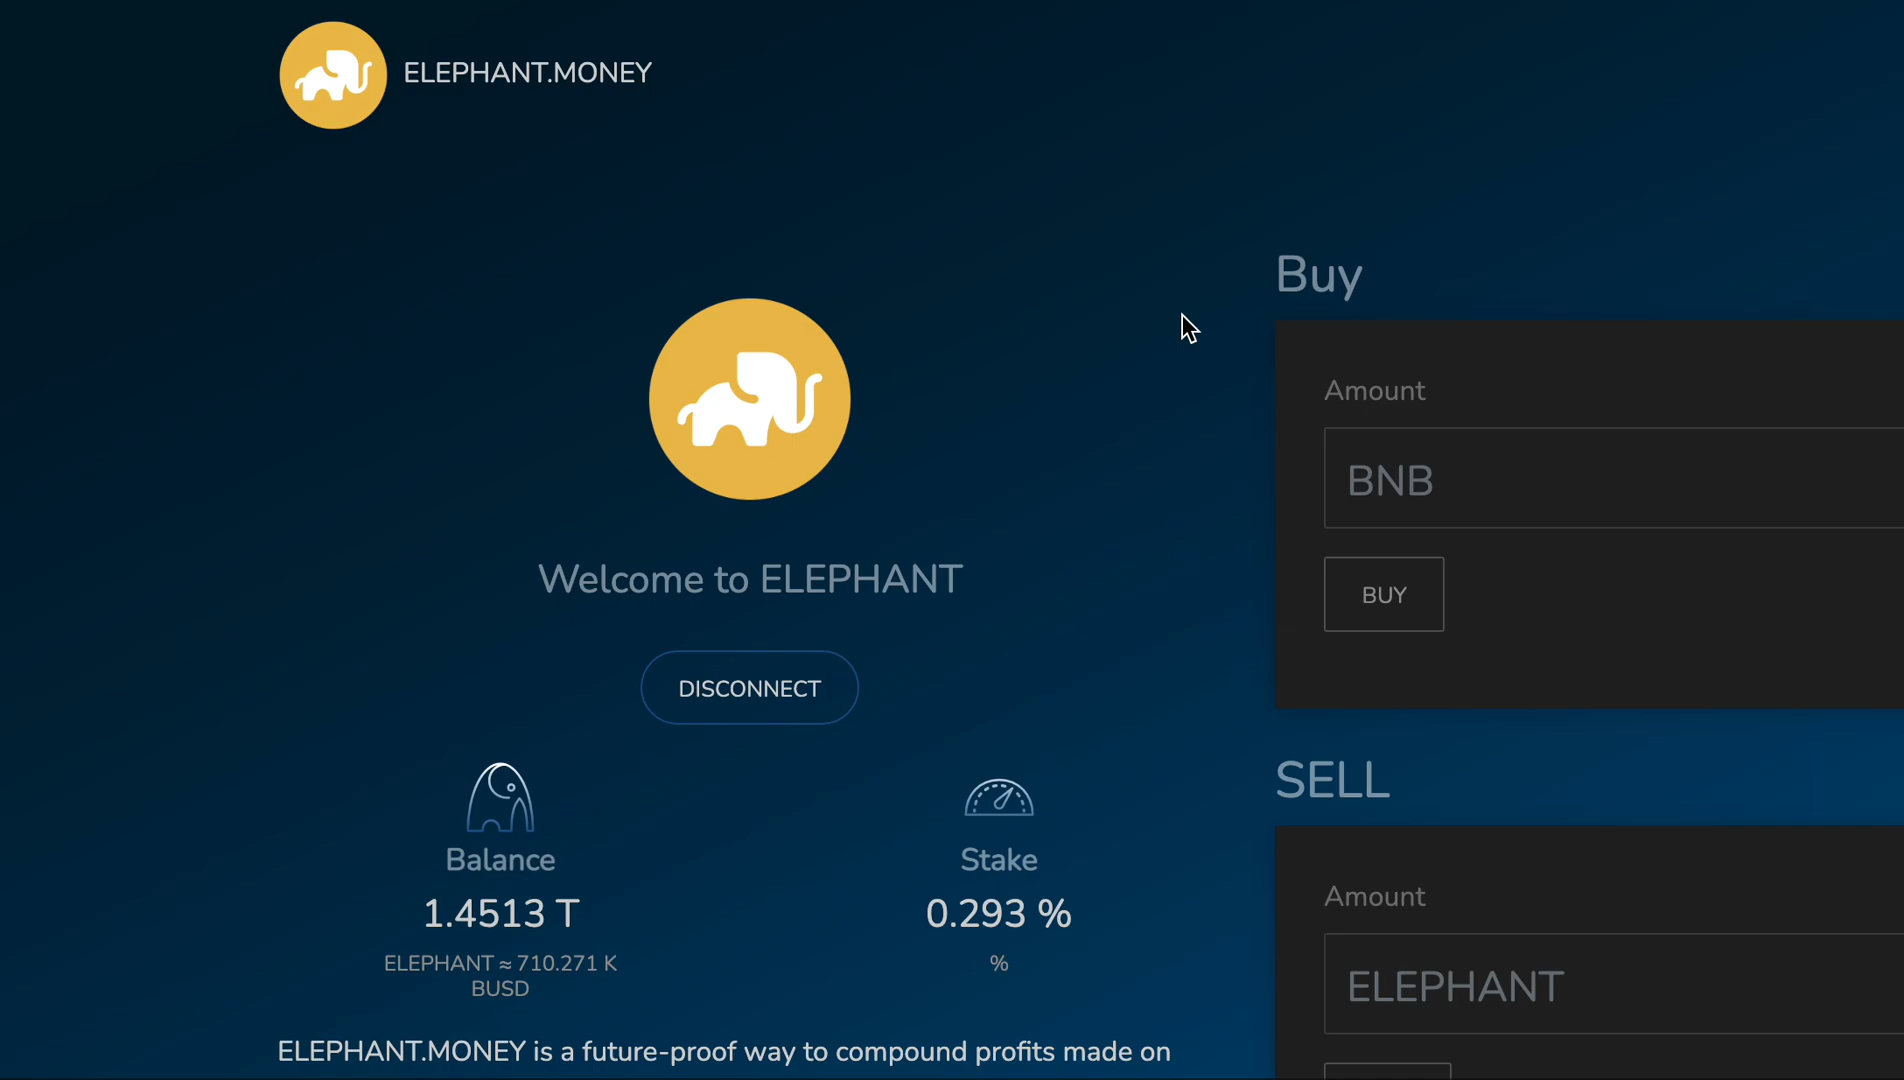 ELEPHANT.MONEY
Welcome to ELEPHANT
DISCONNECT
Balance
1.4513 T
ELEPHANT ≈ 710.271 K
BUSD
Stake
0.293 %
%
ELEPHANT.MONEY is a future-proof way to compound profits made on
Buy
Amount
BNB
BUY
SELL
Amount
ELEPHANT